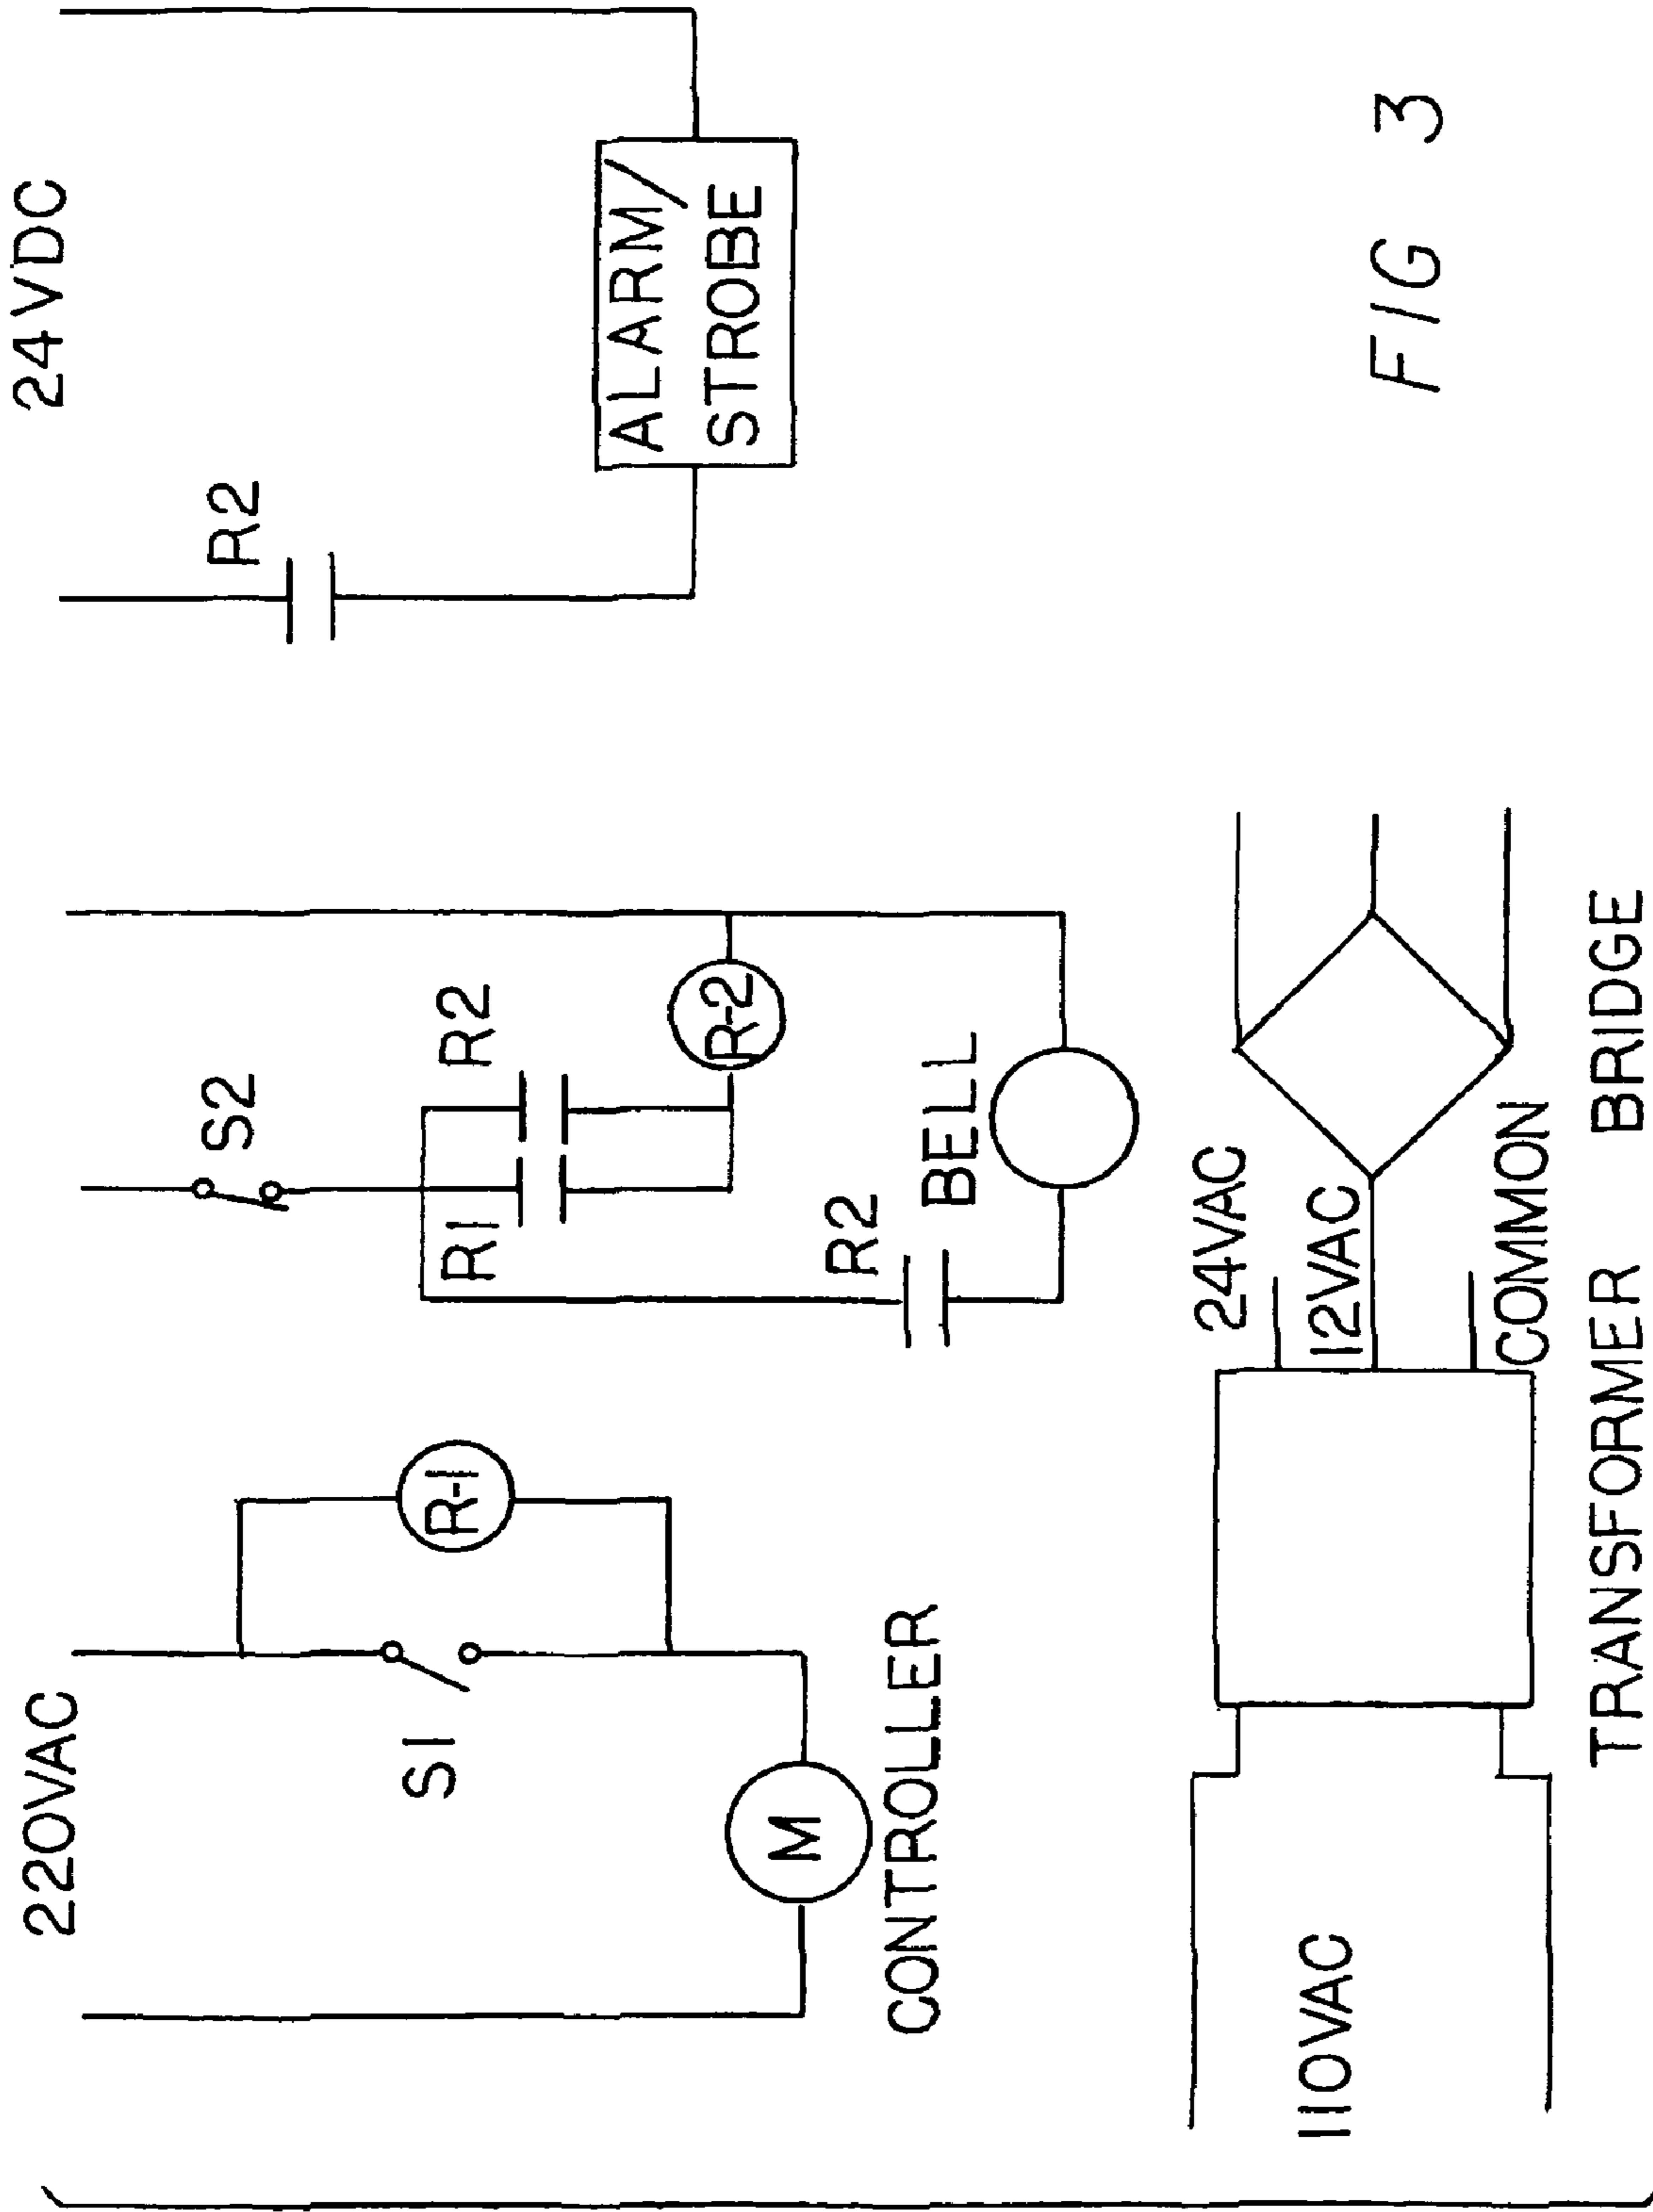 220VAC
S1
R-1
M
CONTROLLER
S2
R1
R2
R-2
R2
BELL
24VDC
R2
ALARM/
STROBE
110VAC
24VAC
12VAC
COMMON
TRANSFORMER
BRIDGE
FIG 3